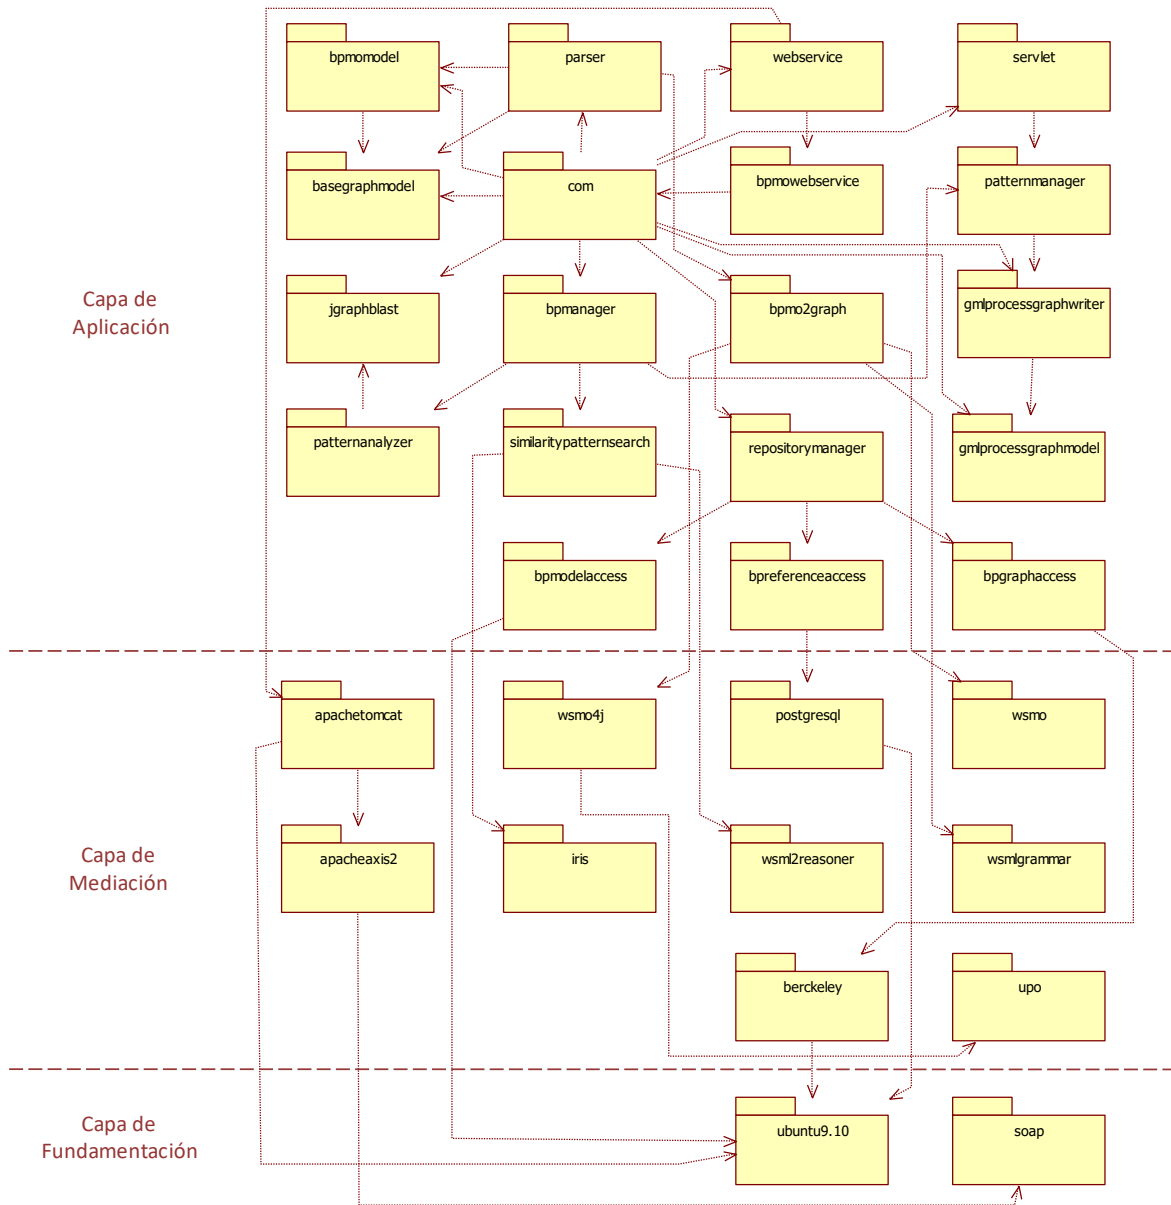 bpmomodel
parser
webservice
servlet
basegraphmodel
com
bpmowebservice
patternmanager
Capa de
Aplicación
jgraphblast
bpmanager
bpmo2graph
gmlprocessgraphwriter
patternanalyzer
similaritypatternsearch
repositorymanager
gmlprocessgraphmodel
bpmodelaccess
bpreferenceaccess
bpgraphaccess
apachetomcat
wsmo4j
postgresql
wsmo
Capa de
Mediación
apacheaxis2
iris
wsml2reasoner
wsmlgrammar
berckeley
upo
Capa de
Fundamentación
ubuntu9.10
soap